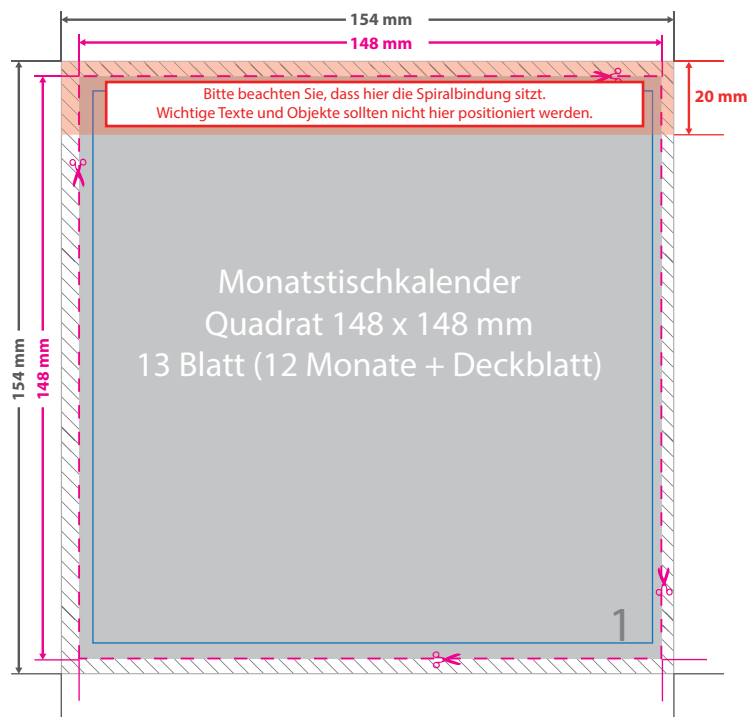 154 mm
148 mm
Bitte beachten Sie, dass hier die Spiralbindung sitzt.
Wichtige Texte und Objekte sollten nicht hier positioniert werden.
20 mm
Monatstischkalender
Quadrat 148 x 148 mm
13 Blatt (12 Monate + Deckblatt)
154 mm
148 mm
1